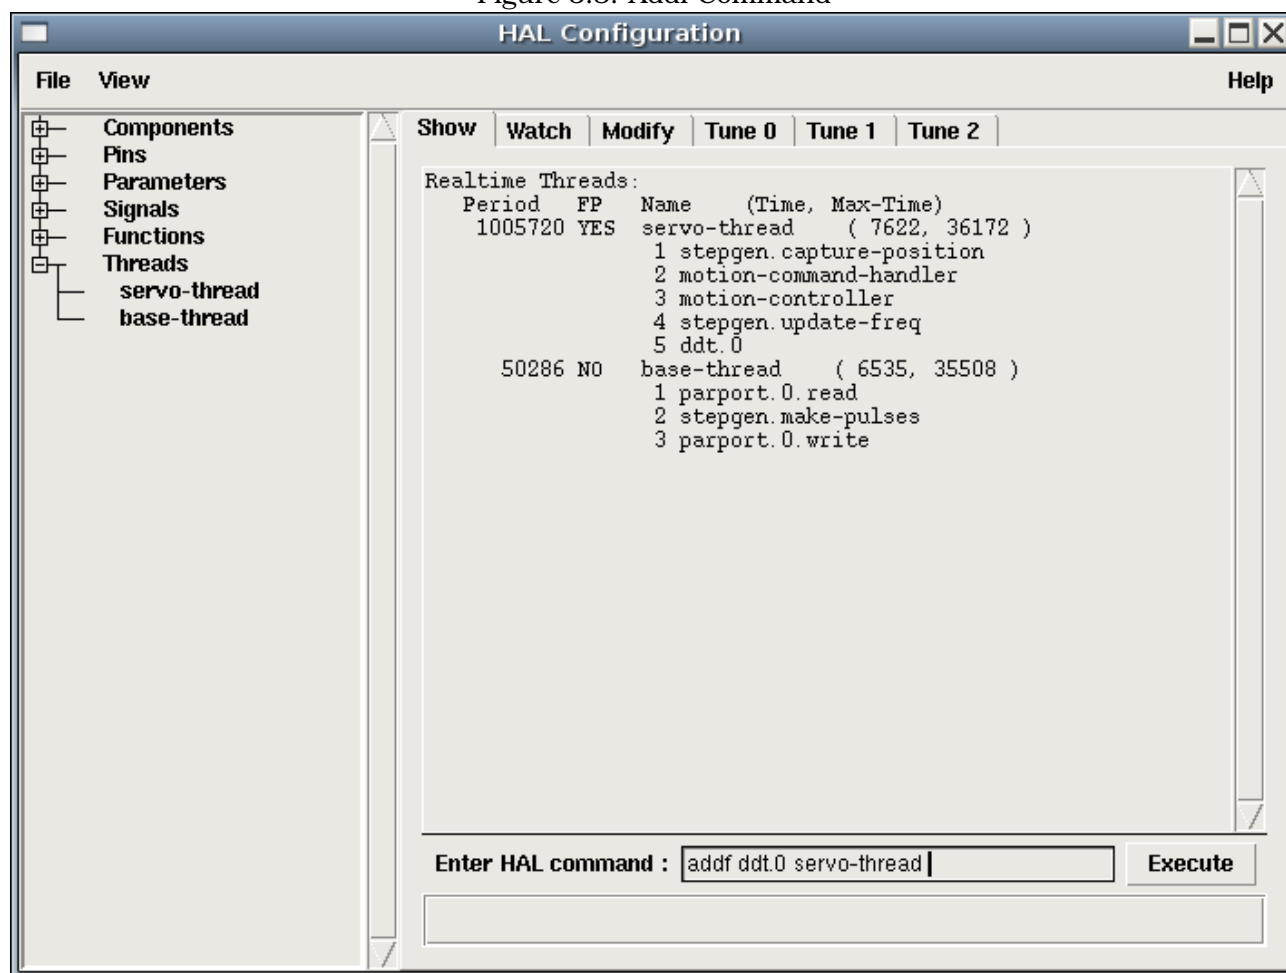 Figure 5.3: Addf Command
HAL Configuration
File View Help
Components
Pins
Parameters
Signals
Functions
Threads
servo-thread
base-thread
Show Watch Modify Tune 0 Tune 1 Tune 2
Realtime Threads:
Period FP Name (Time, Max-Time)
1005720 YES servo-thread ( 7622, 36172 )
1 stepgen.capture-position
2 motion-command-handler
3 motion-controller
4 stepgen.update-freq
5 ddt.0
50286 NO base-thread ( 6535, 35508 )
1 parport.0.read
2 stepgen.make-pulses
3 parport.0.write
Enter HAL command : addf ddt.0 servo-thread Execute